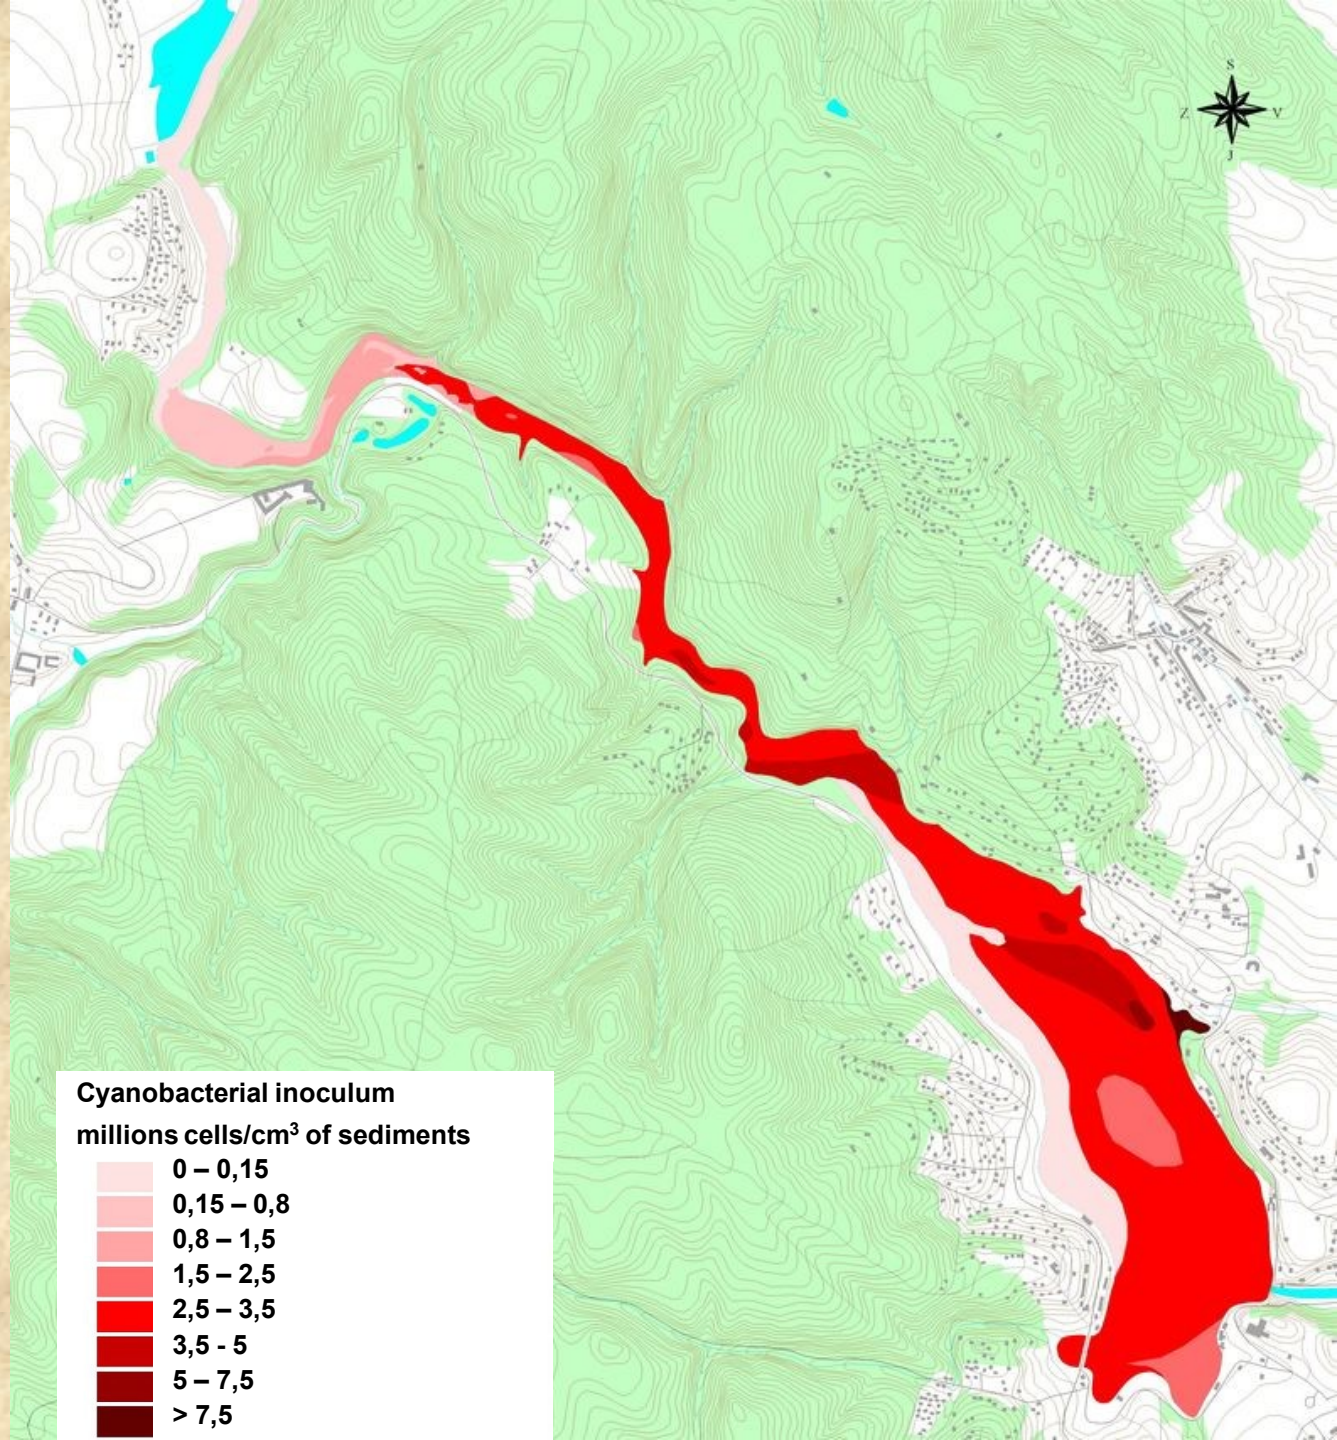 S
Z
V
J
Cyanobacterial inoculum
millions cells/cm³ of sediments
0 – 0,15
0,15 – 0,8
0,8 – 1,5
1,5 – 2,5
2,5 – 3,5
3,5 - 5
5 – 7,5
> 7,5